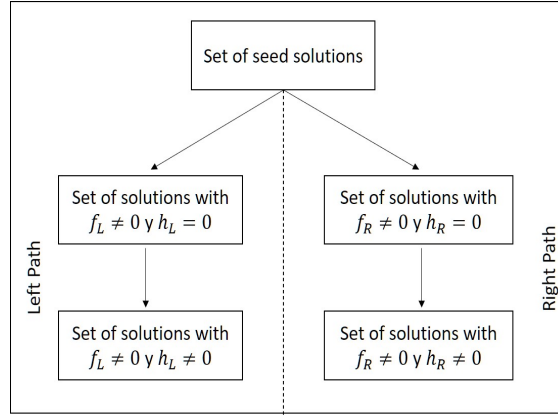 Set of seed solutions
Set of solutions with
f_L ≠ 0 y h_L = 0
Set of solutions with
f_R ≠ 0 y h_R = 0
Left Path
Right Path
Set of solutions with
f_L ≠ 0 y h_L ≠ 0
Set of solutions with
f_R ≠ 0 y h_R ≠ 0